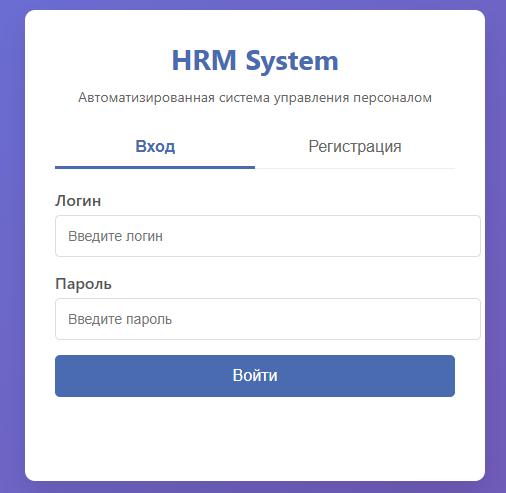 HRM System
Автоматизированная система управления персоналом
Вход
Регистрация
Логин
Введите логин
Пароль
Введите пароль
Войти